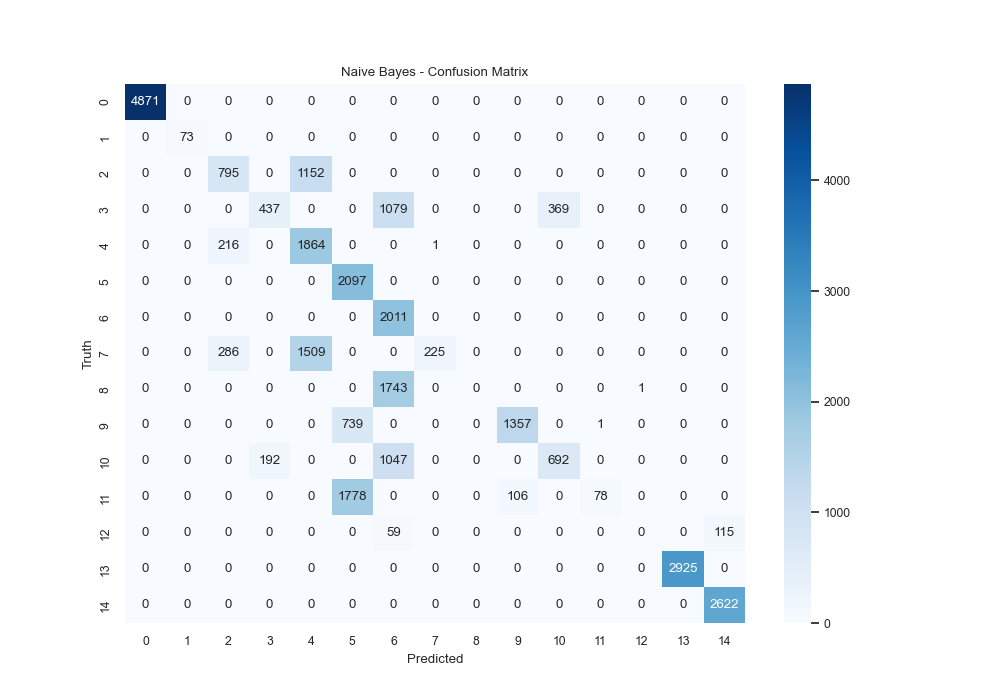 Naive Bayes - Confusion Matrix
0 4871 0 0 0 0 0 0 0 0 0 0 0 0 0 0
1 0 73 0 0 0 0 0 0 0 0 0 0 0 0 0
2 0 0 795 0 1152 0 0 0 0 0 0 0 0 0 0
3 0 0 0 437 0 0 1079 0 0 0 369 0 0 0 0
4 0 0 216 0 1864 0 0 1 0 0 0 0 0 0 0
5 0 0 0 0 0 2097 0 0 0 0 0 0 0 0 0
6 0 0 0 0 0 0 2011 0 0 0 0 0 0 0 0
7 0 0 286 0 1509 0 0 225 0 0 0 0 0 0 0
8 0 0 0 0 0 0 1743 0 0 0 0 0 1 0 0
9 0 0 0 0 0 739 0 0 0 1357 0 1 0 0 0
10 0 0 0 192 0 0 1047 0 0 0 692 0 0 0 0
11 0 0 0 0 0 1778 0 0 0 106 0 78 0 0 0
12 0 0 0 0 0 0 59 0 0 0 0 0 0 0 115
13 0 0 0 0 0 0 0 0 0 0 0 0 0 2925 0
14 0 0 0 0 0 0 0 0 0 0 0 0 0 0 2622
0 1 2 3 4 5 6 7 8 9 10 11 12 13 14
Predicted
Truth
4000
3000
2000
1000
0